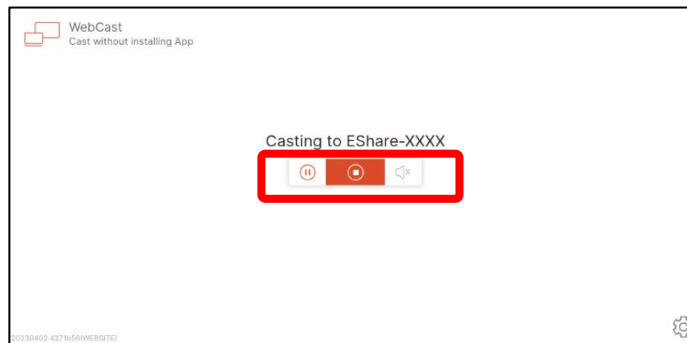 WebCast
Cast without installing App
Casting to EShare-XXXX
20230402 4271b56(WEBSITE)